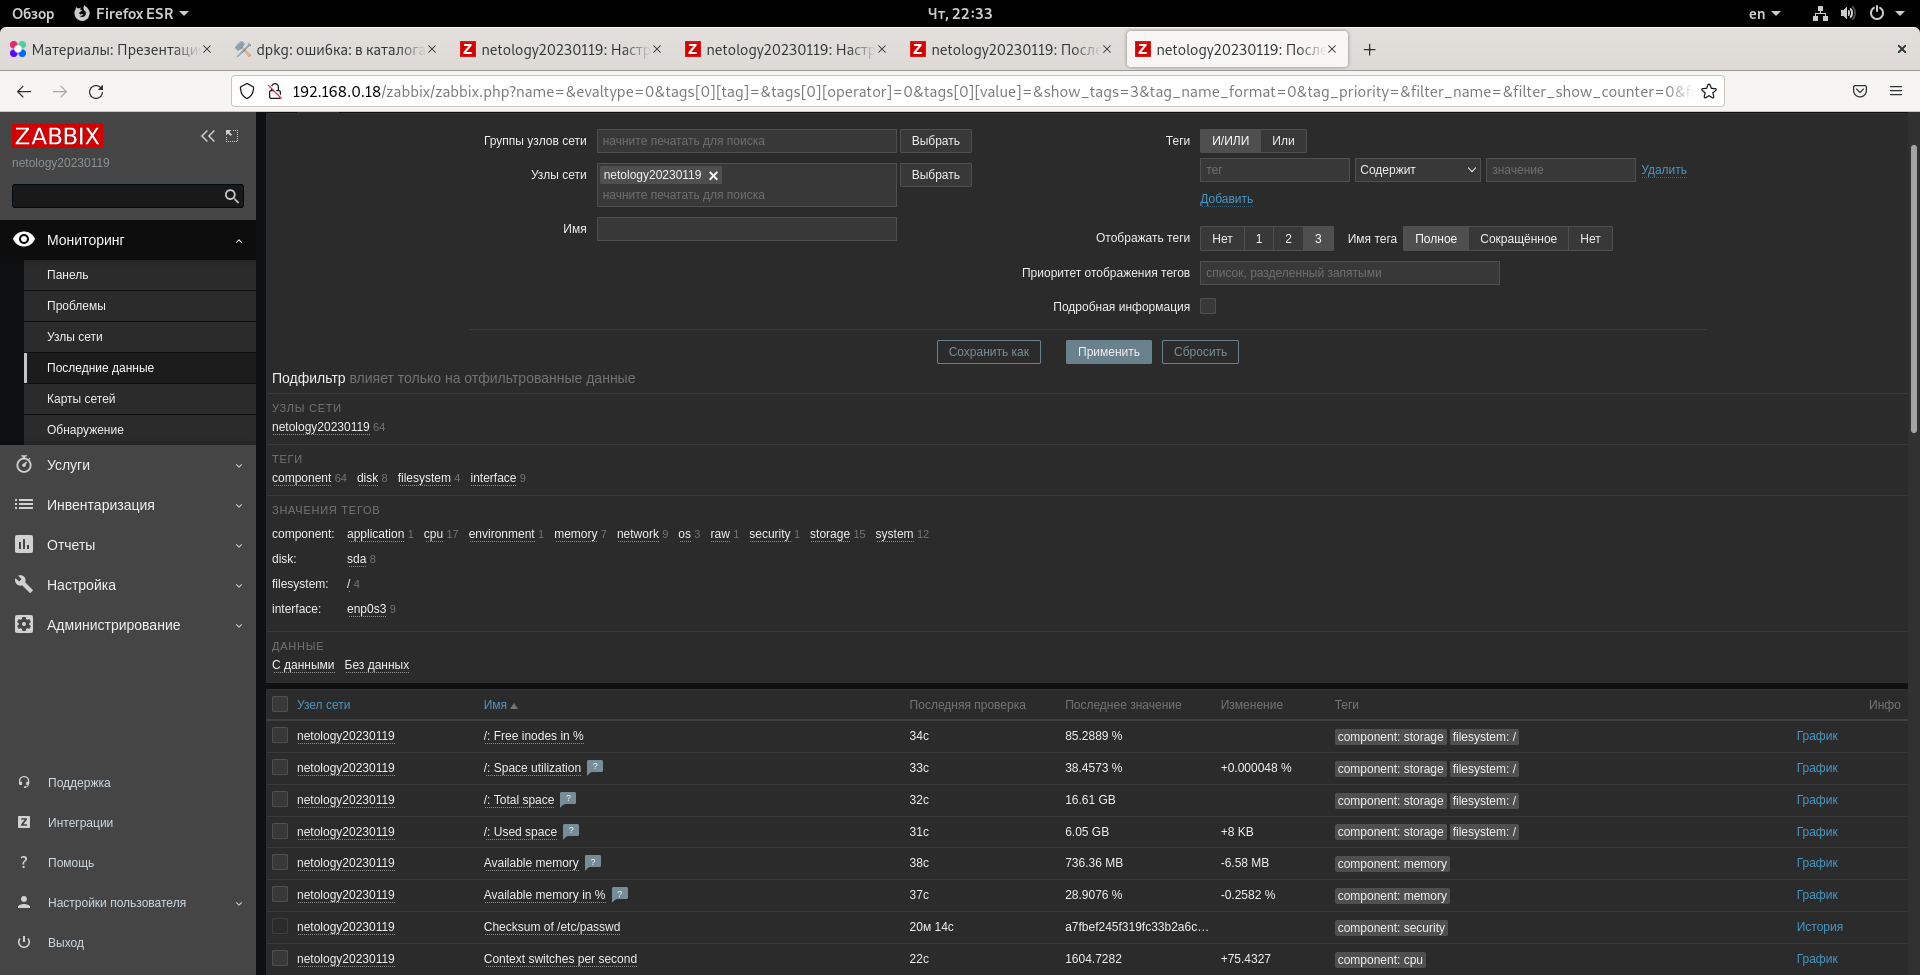 Обзор Firefox ESR Чт, 22:33 en
Материалы: Презентаци dpkg: ошибка: в каталога netology20230119: Настр netology20230119: Настр netology20230119: После netology20230119: После
192.168.0.18/zabbix/zabbix.php?name=&evaltype=0&tags[0][tag]=&tags[0][operator]=0&tags[0][value]=&show_tags=3&tag_name_format=0&tag_priority=&filter_name=&filter_show_counter=0&f
ZABBIX
netology20230119
Мониторинг
Панель
Проблемы
Узлы сети
Последние данные
Карты сетей
Обнаружение
Услуги
Инвентаризация
Отчеты
Настройка
Администрирование
Поддержка
Z Интеграции
? Помощь
Настройки пользователя
Выход
Группы узлов сети начните печатать для поиска Выбрать
Узлы сети netology20230119 Выбрать
начните печатать для поиска
Имя
Теги И/ИЛИ Или
тег Содержит значение Удалить
Добавить
Отображать теги Нет 1 2 3 Имя тега Полное Сокращённое Нет
Приоритет отображения тегов список, разделенный запятыми
Подробная информация
Сохранить как Применить Сбросить
Подфильтр влияет только на отфильтрованные данные
УЗЛЫ СЕТИ
netology20230119 64
ТЕГИ
component 64 disk 8 filesystem 4 interface 9
ЗНАЧЕНИЯ ТЕГОВ
component: application 1 cpu 17 environment 1 memory 7 network 9 os 3 raw 1 security 1 storage 15 system 12
disk: sda 8
filesystem: / 4
interface: enp0s3 9
ДАННЫЕ
С данными Без данных
Узел сети Имя Последняя проверка Последнее значение Изменение Теги Инфо
netology20230119 /: Free inodes in % 34с 85.2889 % component: storage filesystem: / График
netology20230119 /: Space utilization ? 33с 38.4573 % +0.000048 % component: storage filesystem: / График
netology20230119 /: Total space ? 32с 16.61 GB component: storage filesystem: / График
netology20230119 /: Used space ? 31с 6.05 GB +8 KB component: storage filesystem: / График
netology20230119 Available memory ? 38с 736.36 MB -6.58 MB component: memory График
netology20230119 Available memory in % ? 37с 28.9076 % -0.2582 % component: memory График
netology20230119 Checksum of /etc/passwd 20м 14с a7fbef245f319fc33b2a6c… component: security История
netology20230119 Context switches per second 22с 1604.7282 +75.4327 component: cpu График